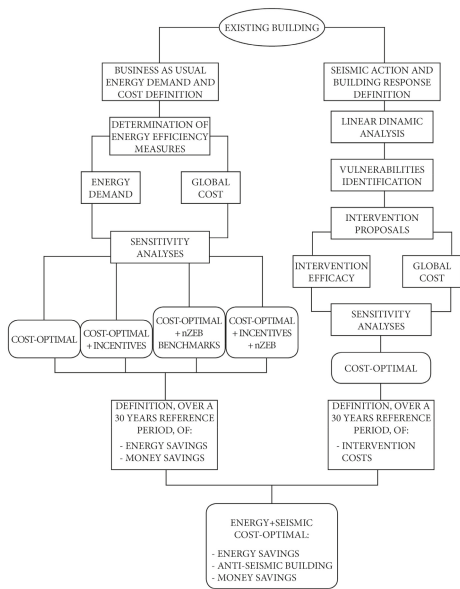 EXISTING BUILDING
BUSINESS AS USUAL
ENERGY DEMAND AND
COST DEFINITION
SEISMIC ACTION AND
BUILDING RESPONSE
DEFINITION
DETERMINATION OF
ENERGY EFFICIENCY
MEASURES
LINEAR DINAMIC
ANALYSIS
VULNERABILITIES
IDENTIFICATION
ENERGY
DEMAND
GLOBAL
COST
INTERVENTION
PROPOSALS
SENSITIVITY
ANALYSES
INTERVENTION
EFFICACY
GLOBAL
COST
SENSITIVITY
ANALYSES
COST-OPTIMAL
COST-OPTIMAL
+ INCENTIVES
COST-OPTIMAL
+ nZEB
BENCHMARKS
COST-OPTIMAL
+ INCENTIVES
+ nZEB
COST-OPTIMAL
DEFINITION, OVER A
30 YEARS REFERENCE
PERIOD, OF:
- ENERGY SAVINGS
- MONEY SAVINGS
DEFINITION, OVER A
30 YEARS REFERENCE
PERIOD, OF:
- INTERVENTION
COSTS
ENERGY+SEISMIC
COST-OPTIMAL:
- ENERGY SAVINGS
- ANTI-SEISMIC BUILDING
- MONEY SAVINGS